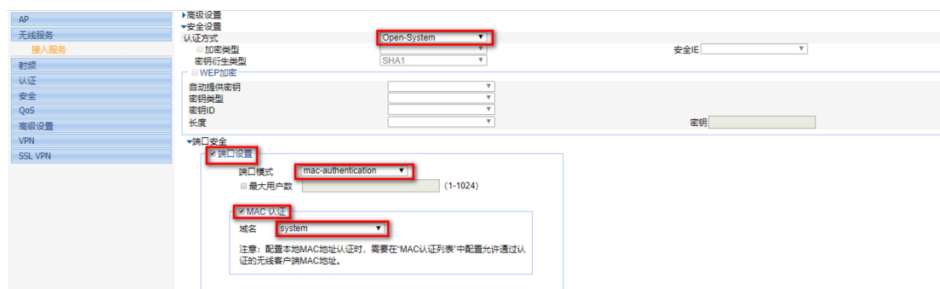 AP
无线服务
接入服务
射频
认证
安全
QoS
高级设置
VPN
SSL VPN
▸高级设置
▾安全设置
认证方式 Open-System
加密类型 安全IE
密钥衍生类型 SHA1
WEP加密
自动提供密钥
密钥类型
密钥ID
长度 密钥
▾端口安全
端口设置
端口模式 mac-authentication
最大用户数 (1-1024)
MAC 认证
域名 system
注意：配置本地MAC地址认证时，需要在"MAC认证列表"中配置允许通过认
证的无线客户端MAC地址。